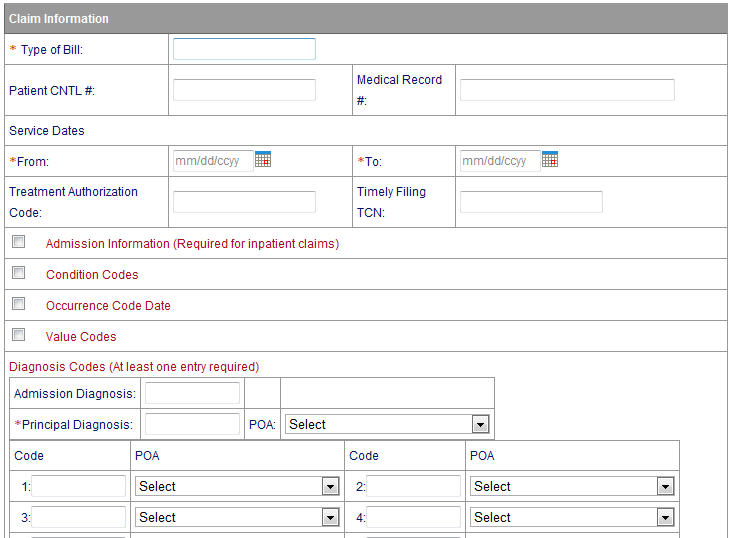 Claim Information
* Type of Bill:
Patient CNTL #:
Medical Record
#:
Service Dates
*From: mm/dd/ccyy *To: mm/dd/ccyy
Treatment Authorization
Code:
Timely Filing
TCN:
Admission Information (Required for inpatient claims)
Condition Codes
Occurrence Code Date
Value Codes
Diagnosis Codes (At least one entry required)
Admission Diagnosis:
*Principal Diagnosis: POA: Select
Code POA Code POA
1: Select 2: Select
3: Select 4: Select